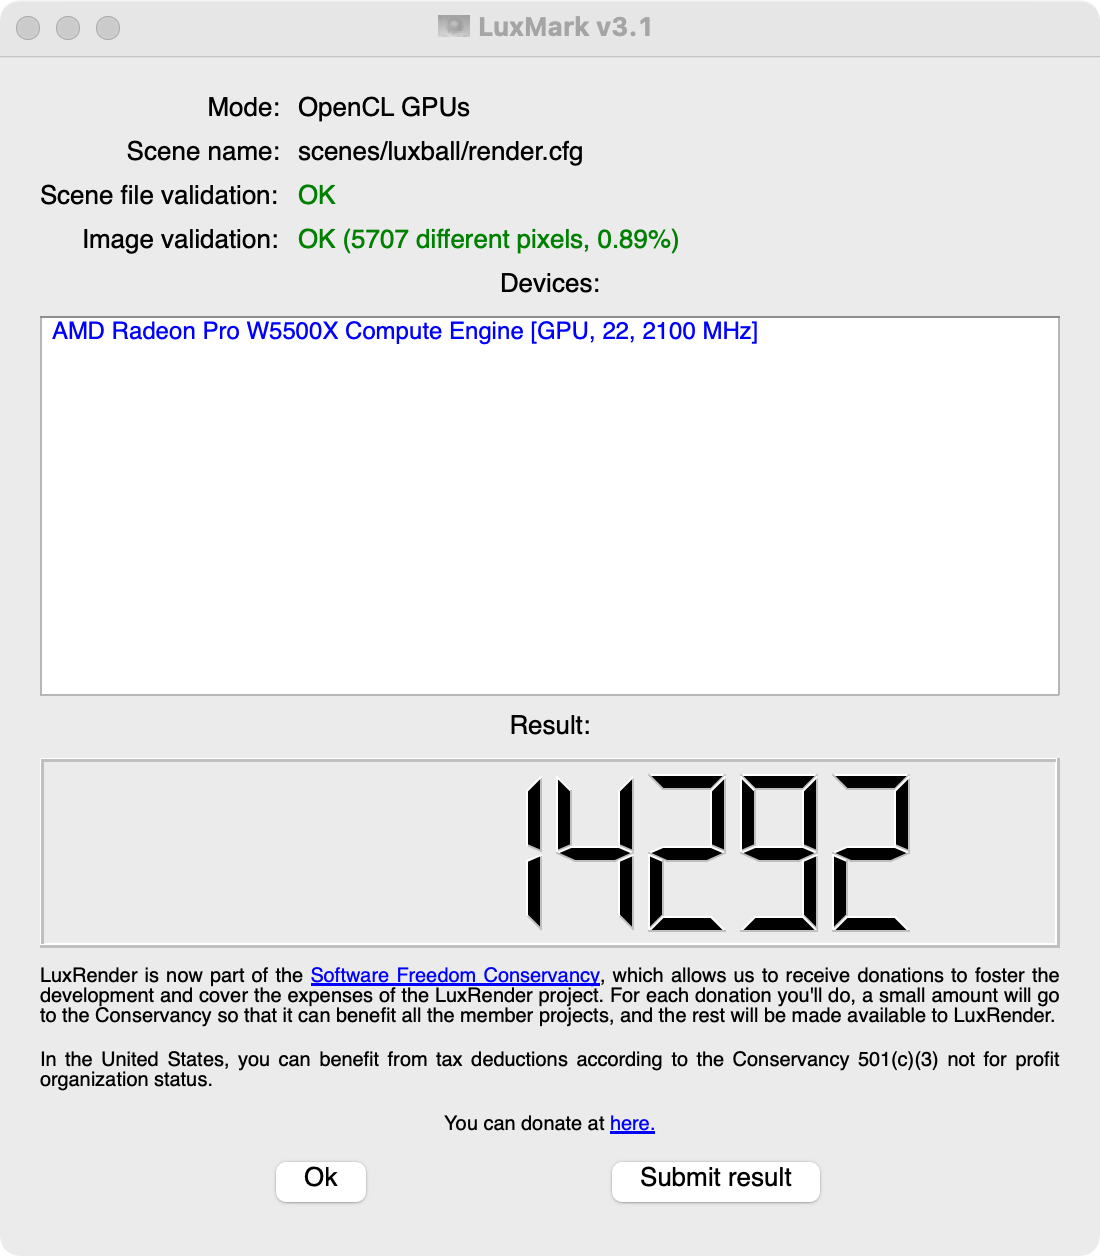 LuxMark v3.1
Mode: OpenCL GPUs
Scene name: scenes/luxball/render.cfg
Scene file validation: OK
Image validation: OK (5707 different pixels, 0.89%)
Devices:
AMD Radeon Pro W5500X Compute Engine [GPU, 22, 2100 MHz]
Result:
14292
LuxRender is now part of the Software Freedom Conservancy, which allows us to receive donations to foster the
development and cover the expenses of the LuxRender project. For each donation you'll do, a small amount will go
to the Conservancy so that it can benefit all the member projects, and the rest will be made available to LuxRender.
In the United States, you can benefit from tax deductions according to the Conservancy 501(c)(3) not for profit
organization status.
You can donate at here.
Ok Submit result